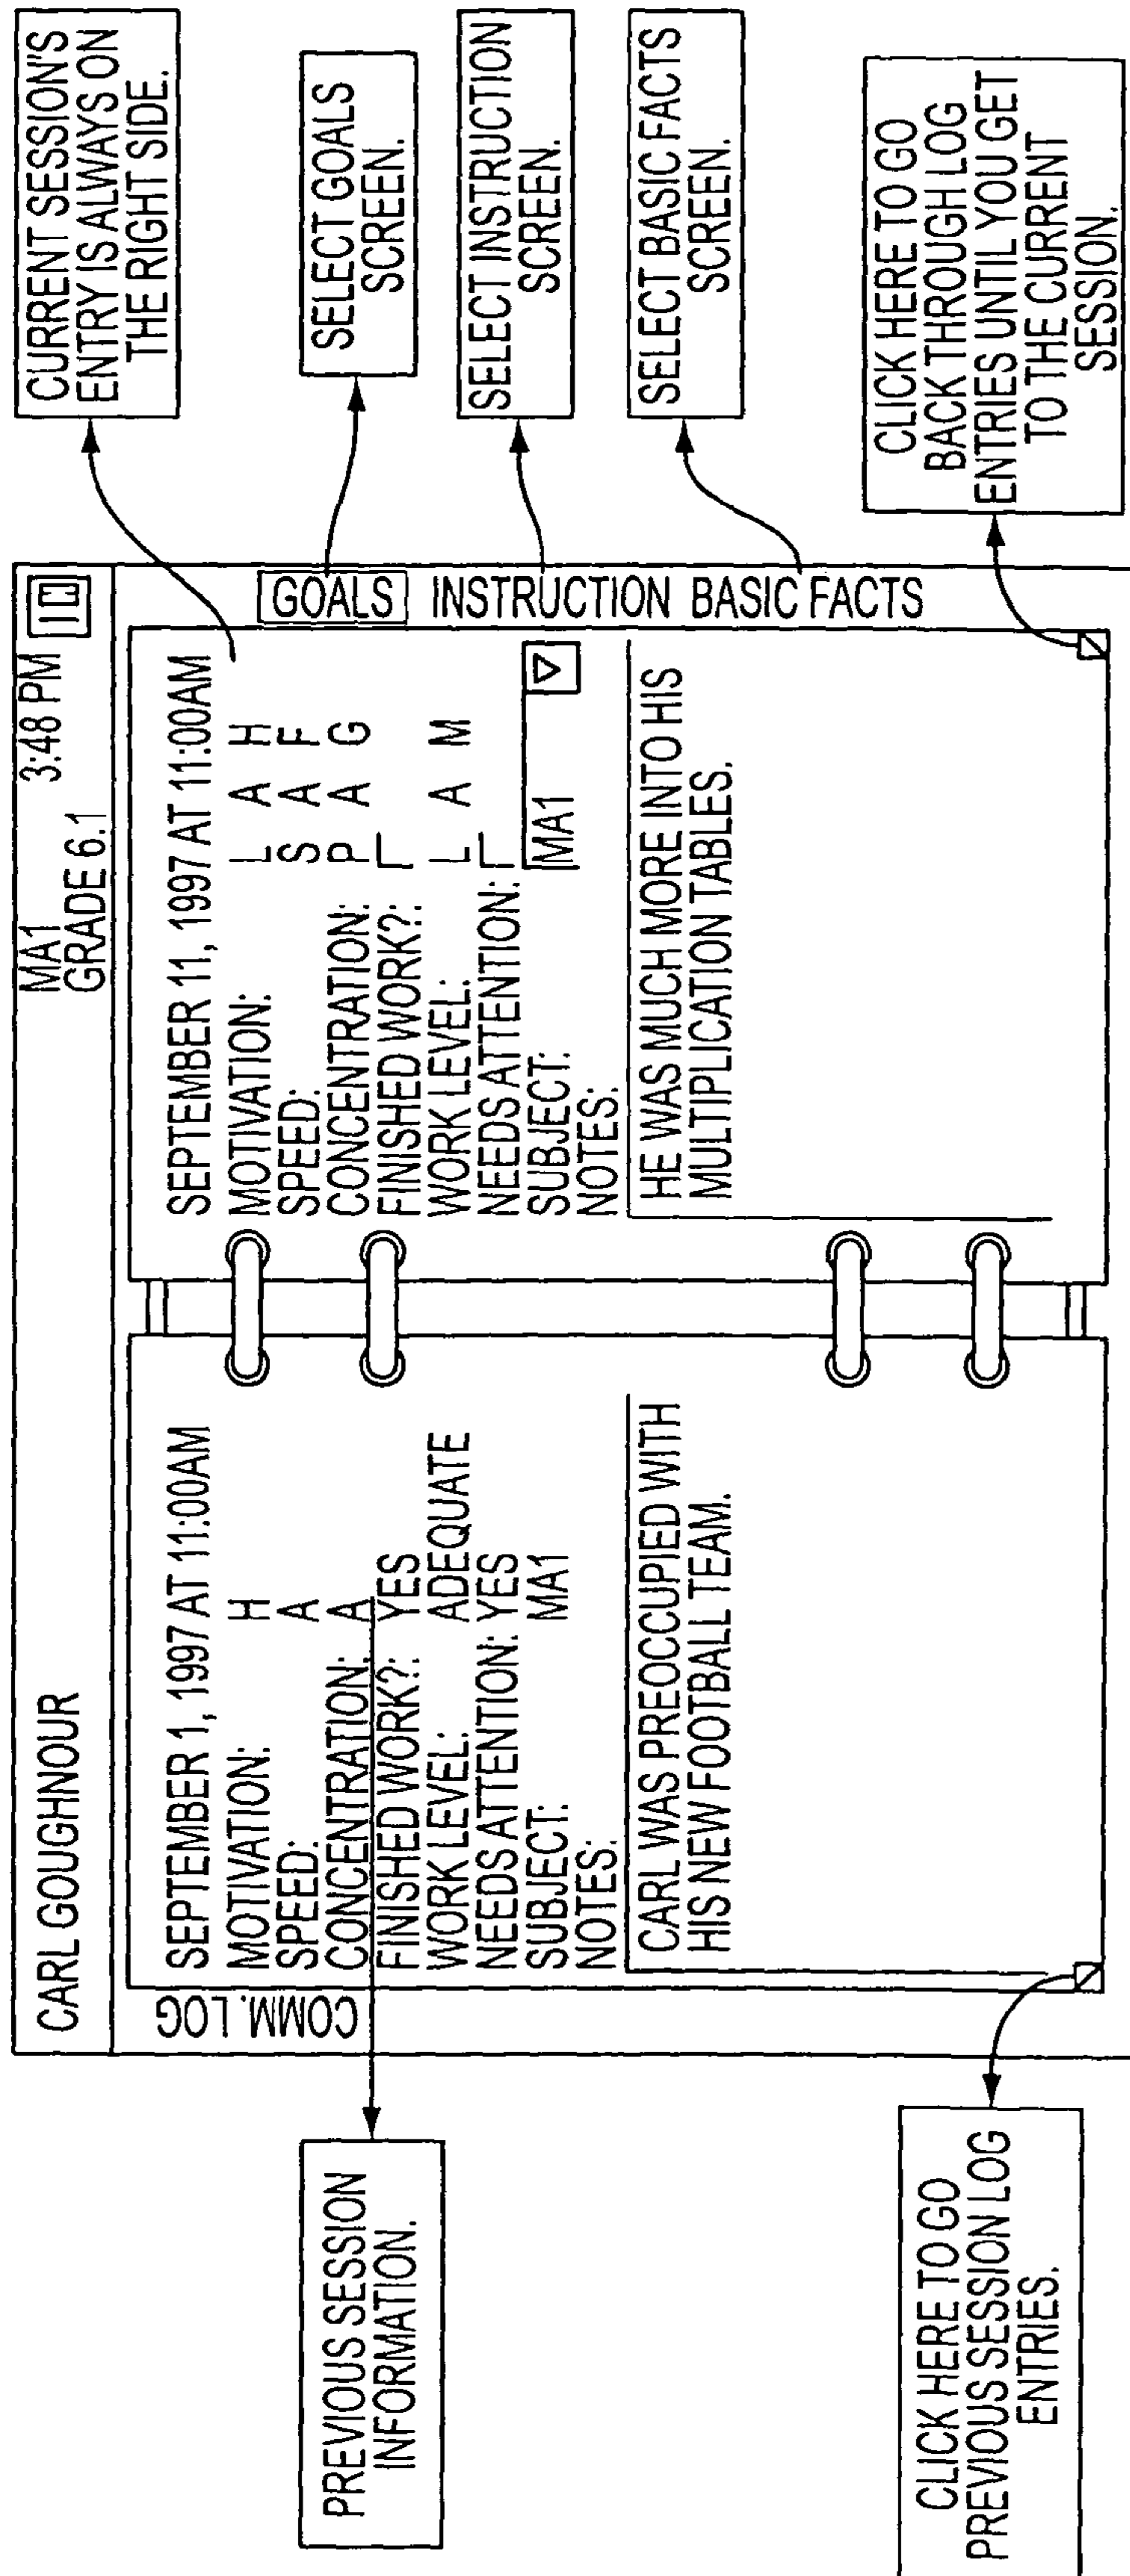 CARL GOUGHNOUR
MA1 3:48 PM
GRADE 6.1
COMM. LOG
SEPTEMBER 1, 1997 AT 11:00AM
MOTIVATION: H
SPEED: A
CONCENTRATION: A
FINISHED WORK?: YES
WORK LEVEL: ADEQUATE
NEEDS ATTENTION: YES
SUBJECT: MA1
NOTES:
CARL WAS PREOCCUPIED WITH
HIS NEW FOOTBALL TEAM.
SEPTEMBER 11, 1997 AT 11:00AM
MOTIVATION: L A H
SPEED: S A F
CONCENTRATION: P A G
FINISHED WORK?:
WORK LEVEL: L A M
NEEDS ATTENTION:
SUBJECT: MA1
NOTES:
HE WAS MUCH MORE INTO HIS
MULTIPLICATION TABLES.
GOALS
INSTRUCTION
BASIC FACTS
PREVIOUS SESSION
INFORMATION.
CLICK HERE TO GO
PREVIOUS SESSION LOG
ENTRIES.
CURRENT SESSION'S
ENTRY IS ALWAYS ON
THE RIGHT SIDE.
SELECT GOALS
SCREEN.
SELECT INSTRUCTION
SCREEN.
SELECT BASIC FACTS
SCREEN.
CLICK HERE TO GO
BACK THROUGH LOG
ENTRIES UNTIL YOU GET
TO THE CURRENT
SESSION.